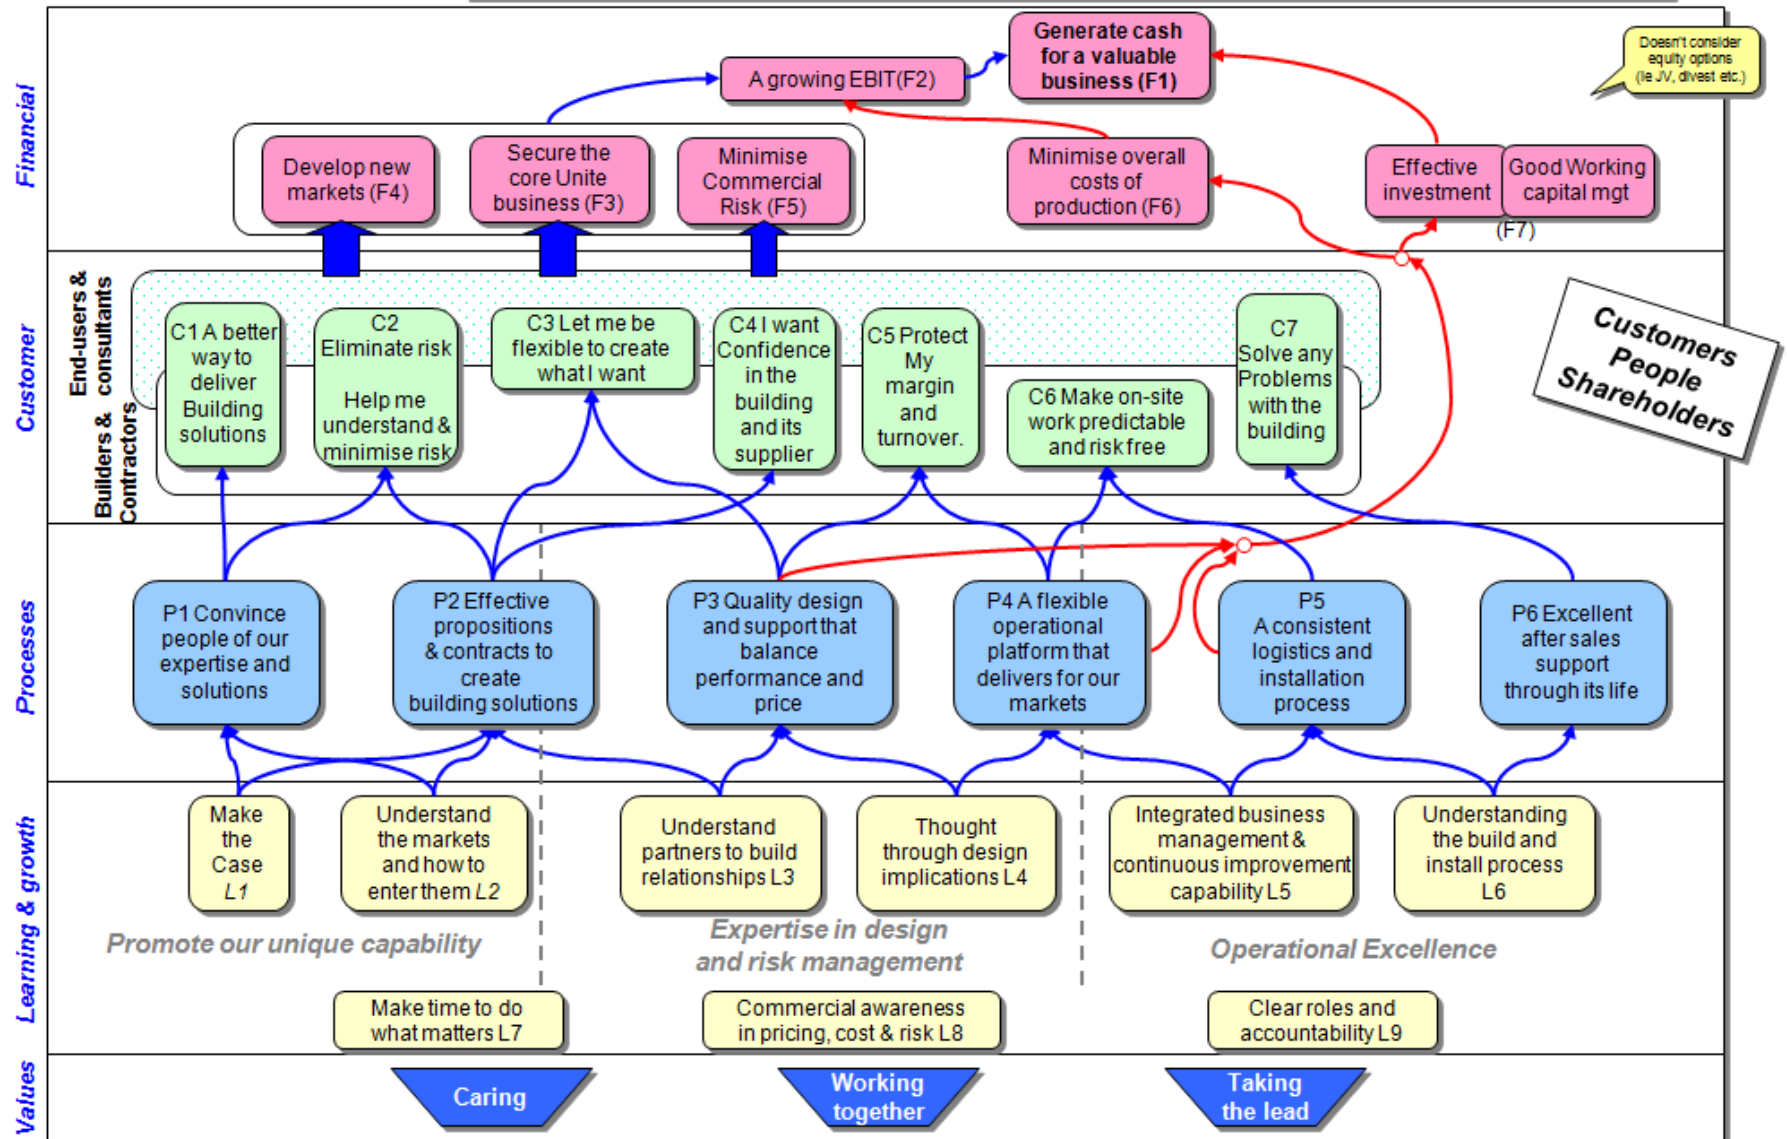 Financial
Generate cash
for a valuable
business (F1)
A growing EBIT(F2)
Doesn't consider
equity options
(Ie JV, divest etc.)
Develop new
markets (F4)
Secure the
core Unite
business (F3)
Minimise
Commercial
Risk (F5)
Minimise overall
costs of
production (F6)
Effective
investment
Good Working
capital mgt
(F7)
Customer
End-users &
consultants
Builders &
Contractors
C1 A better
way to
deliver
Building
solutions
C2
Eliminate risk
Help me
understand &
minimise risk
C3 Let me be
flexible to create
what I want
C4 I want
Confidence
in the
building
and its
supplier
C5 Protect
My
margin
and
turnover.
C6 Make on-site
work predictable
and risk free
C7
Solve any
Problems
with the
building
Customers
People
Shareholders
Processes
P1 Convince
people of our
expertise and
solutions
P2 Effective
propositions
& contracts to
create
building solutions
P3 Quality design
and support that
balance
performance and
price
P4 A flexible
operational
platform that
delivers for our
markets
P5
A consistent
logistics and
installation
process
P6 Excellent
after sales
support
through its life
Learning & growth
Make
the
Case
L1
Understand
the markets
and how to
enter them L2
Understand
partners to build
relationships L3
Thought
through design
implications L4
Integrated business
management &
continuous improvement
capability L5
Understanding
the build and
install process
L6
Promote our unique capability
Expertise in design
and risk management
Operational Excellence
Make time to do
what matters L7
Commercial awareness
in pricing, cost & risk L8
Clear roles and
accountability L9
Values
Caring
Working
together
Taking
the lead